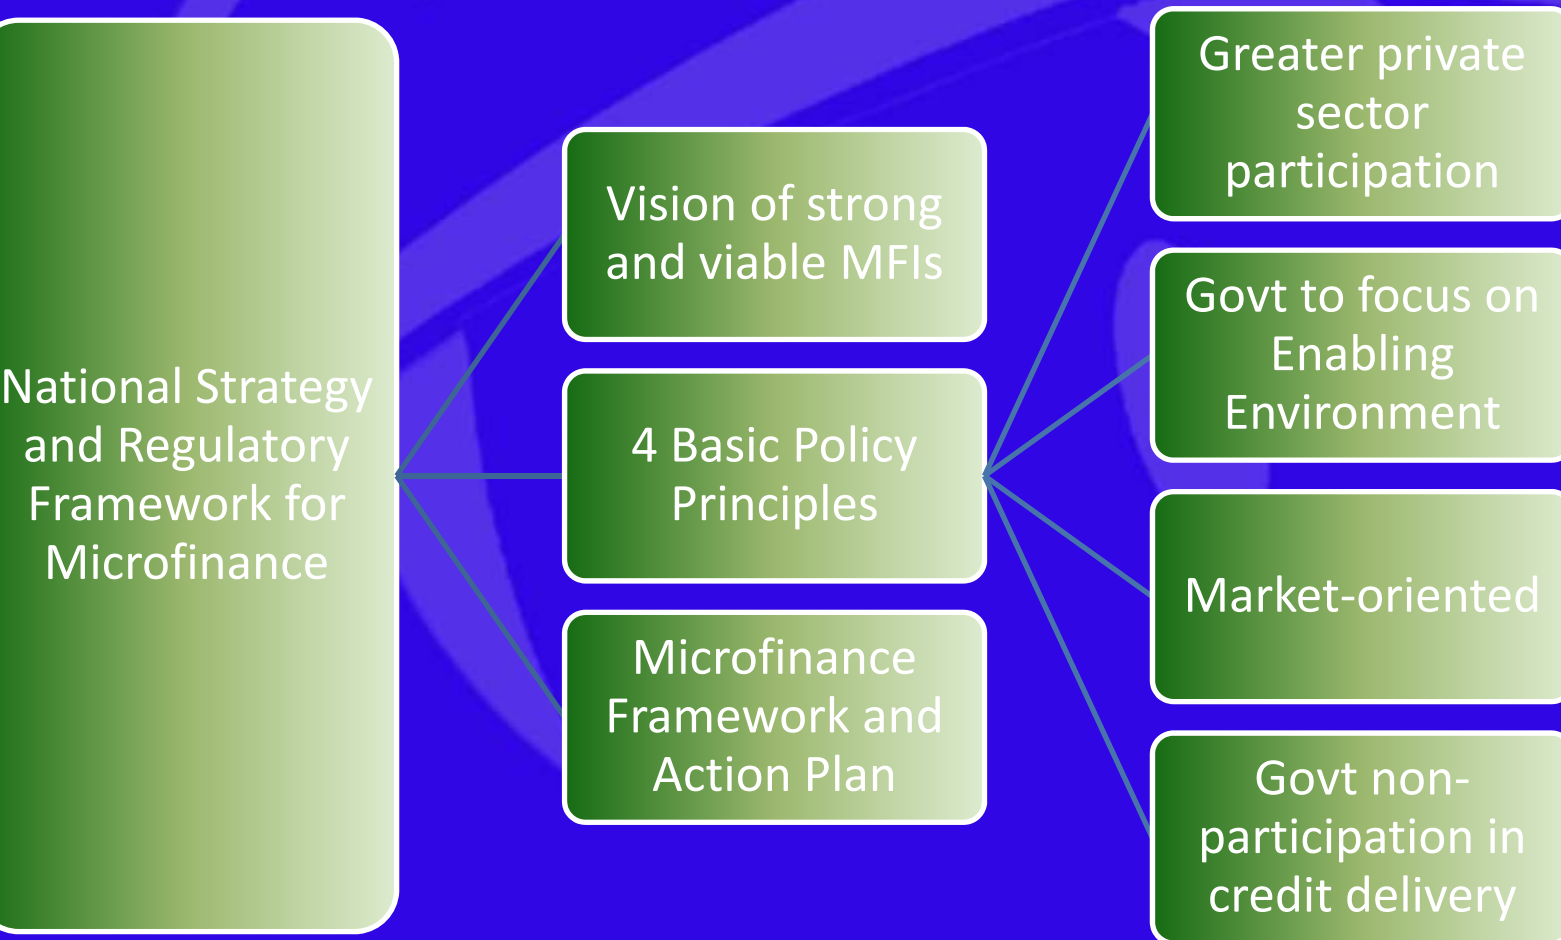 National Strategy
and Regulatory
Framework for
Microfinance
Vision of strong
and viable MFIs
4 Basic Policy
Principles
Microfinance
Framework and
Action Plan
Greater private
sector
participation
Govt to focus on
Enabling
Environment
Market-oriented
Govt non-
participation in
credit delivery